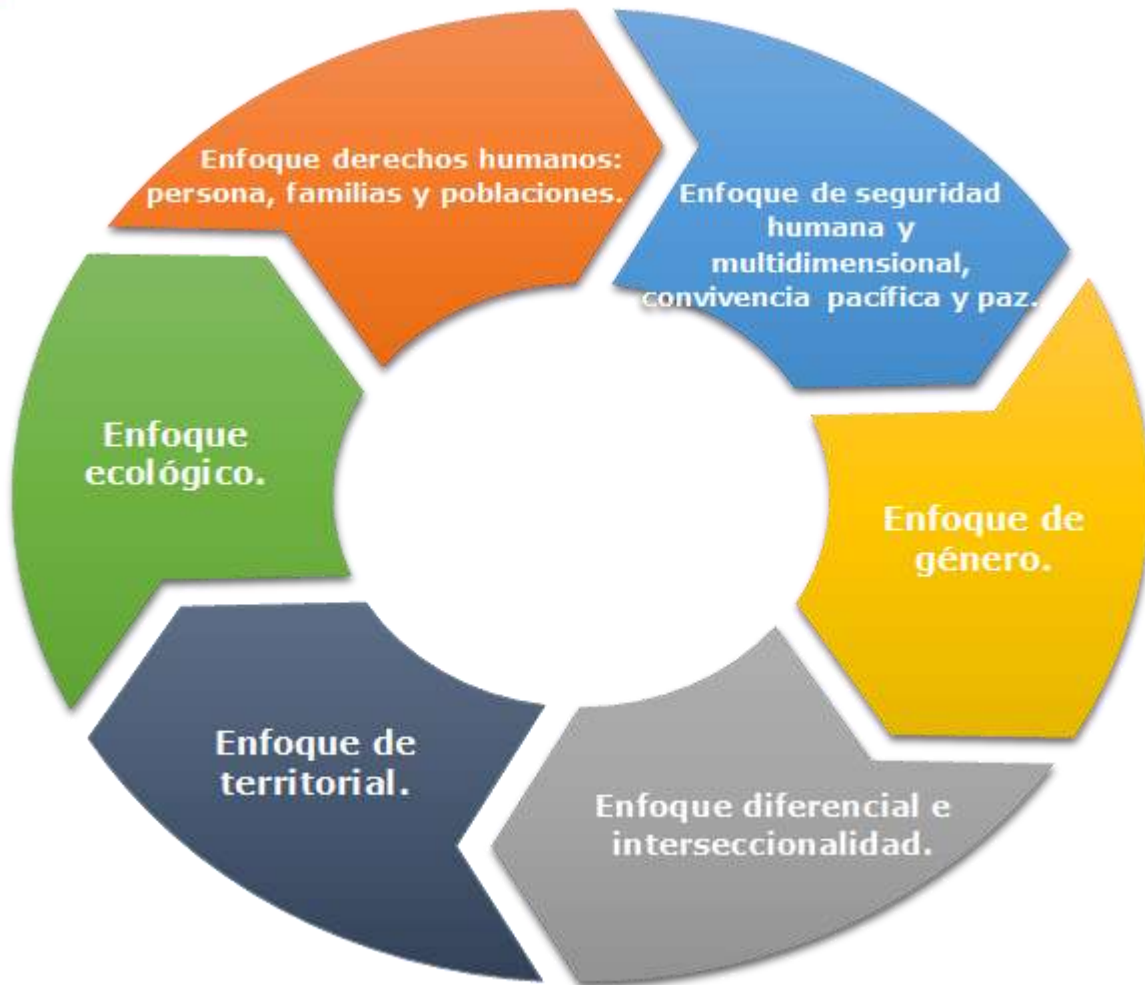 Enfoque derechos humanos:
persona, familias y poblaciones.
Enfoque de seguridad
humana y
multidimensional,
convivencia pacífica y paz.
Enfoque de
género.
Enfoque diferencial e
interseccionalidad.
Enfoque de
territorial.
Enfoque
ecológico.